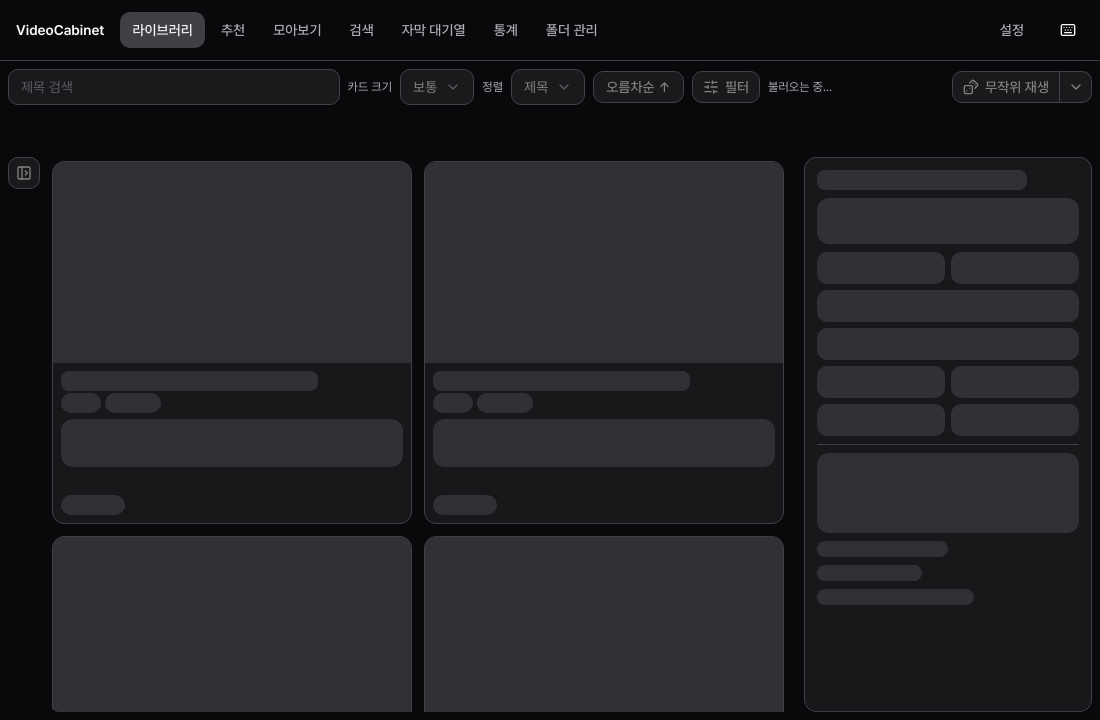 VideoCabinet 라이브러리 추천 모아보기 검색 자막 대기열 통계 폴더 관리 설정
제목 검색 카드 크기 보통 정렬 제목 오름차순 ↑ 필터 불러오는 중... 무작위 재생